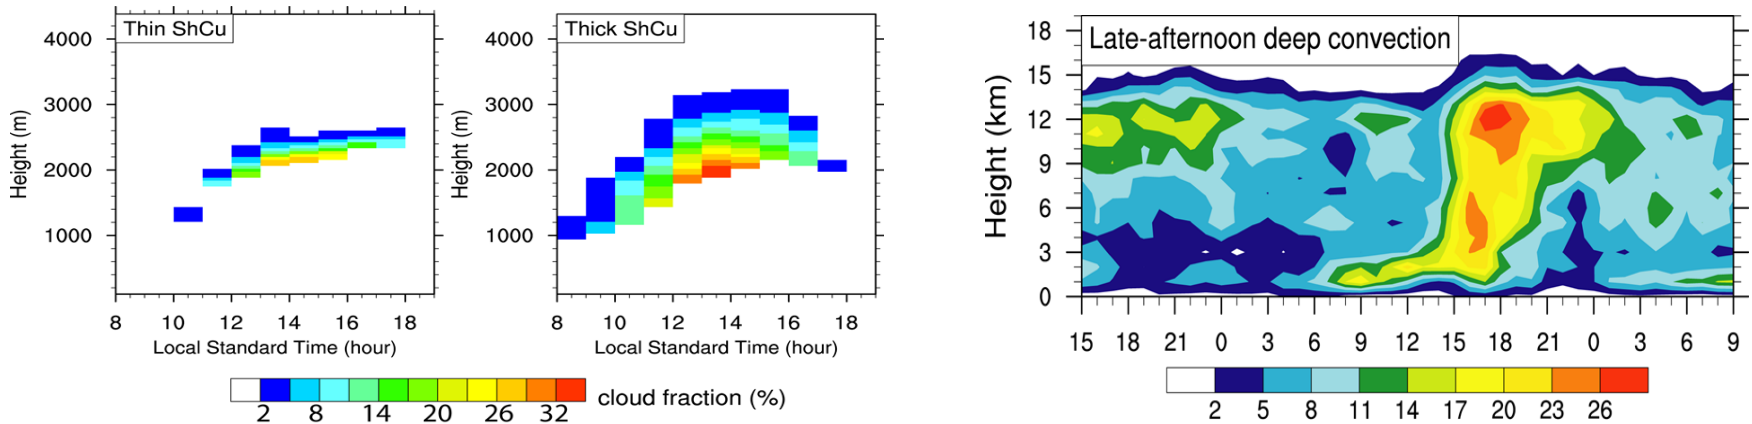 Thin ShCu
4000
3000
2000
1000
Height (m)
8 10 12 14 16 18
Local Standard Time (hour)
Thick ShCu
4000
3000
2000
1000
Height (m)
8 10 12 14 16 18
Local Standard Time (hour)
2 8 14 20 26 32
cloud fraction (%)
Late-afternoon deep convection
18
15
12
9
6
3
0
Height (km)
15 18 21 0 3 6 9 12 15 18 21 0 3 6 9
2 5 8 11 14 17 20 23 26